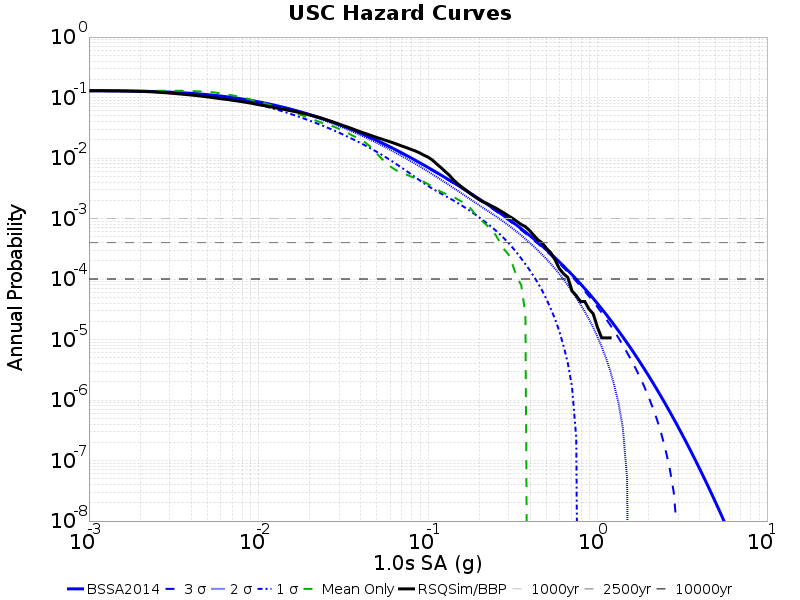 USC Hazard Curves
10^0
10^-1
10^-2
10^-3
10^-4
10^-5
10^-6
10^-7
10^-8
Annual Probability
10^-3 10^-2 10^-1 10^0 10^1
1.0s SA (g)
BSSA2014 3 σ 2 σ 1 σ Mean Only RSQSim/BBP 1000yr 2500yr 10000yr